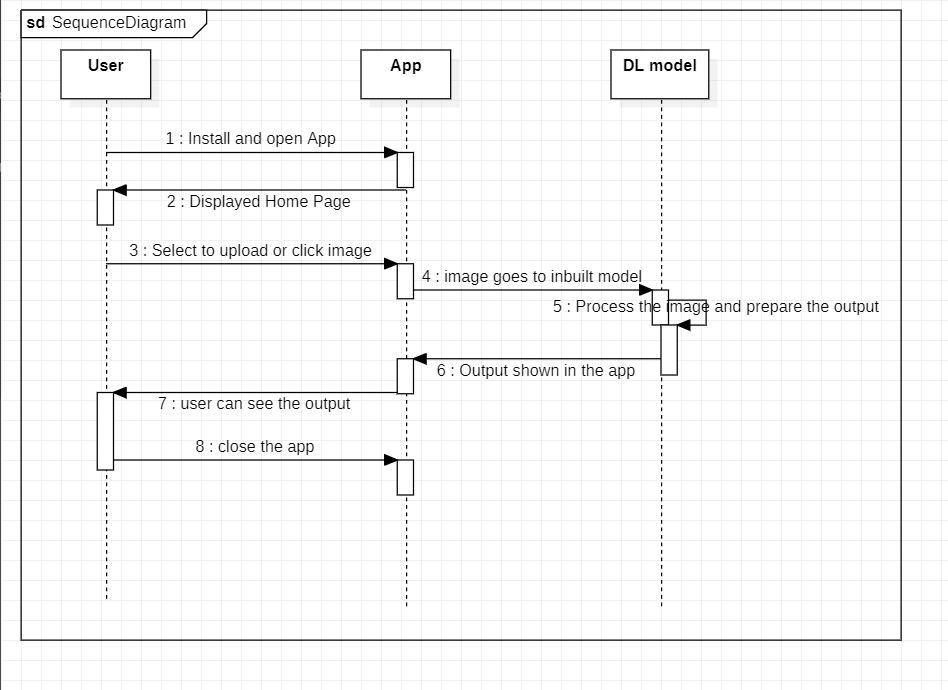 sd SequenceDiagram
User
App
DL model
1 : Install and open App
2 : Displayed Home Page
3 : Select to upload or click image
4 : image goes to inbuilt model
5 : Process the image and prepare the output
6 : Output shown in the app
7 : user can see the output
8 : close the app